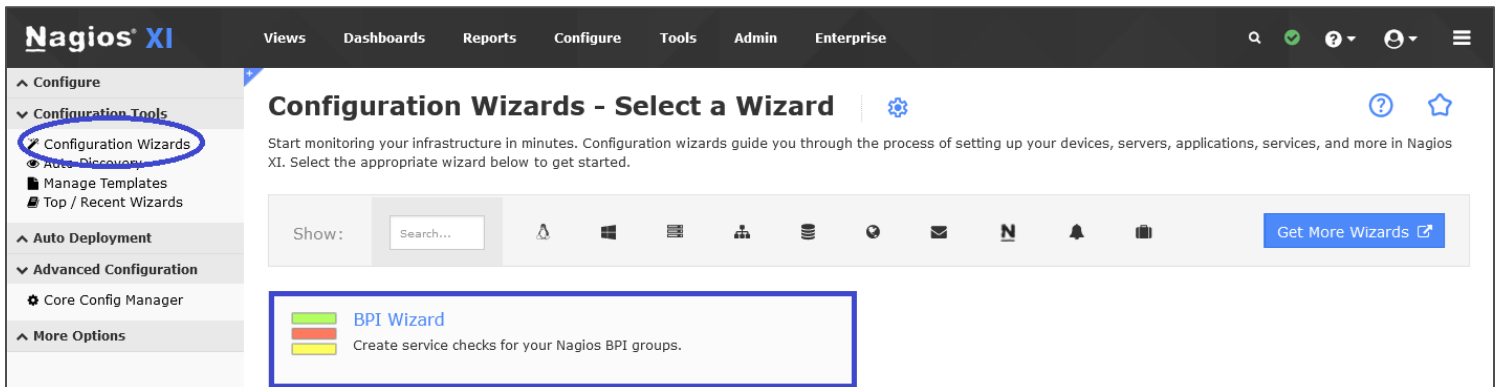 Nagios® XI
Views Dashboards Reports Configure Tools Admin Enterprise
Configure
Configuration Tools
Configuration Wizards
Auto-Discovery
Manage Templates
Top / Recent Wizards
Auto Deployment
Advanced Configuration
Core Config Manager
More Options
Configuration Wizards - Select a Wizard
Start monitoring your infrastructure in minutes. Configuration wizards guide you through the process of setting up your devices, servers, applications, services, and more in Nagios
XI. Select the appropriate wizard below to get started.
Show: Search... N Get More Wizards
BPI Wizard
Create service checks for your Nagios BPI groups.